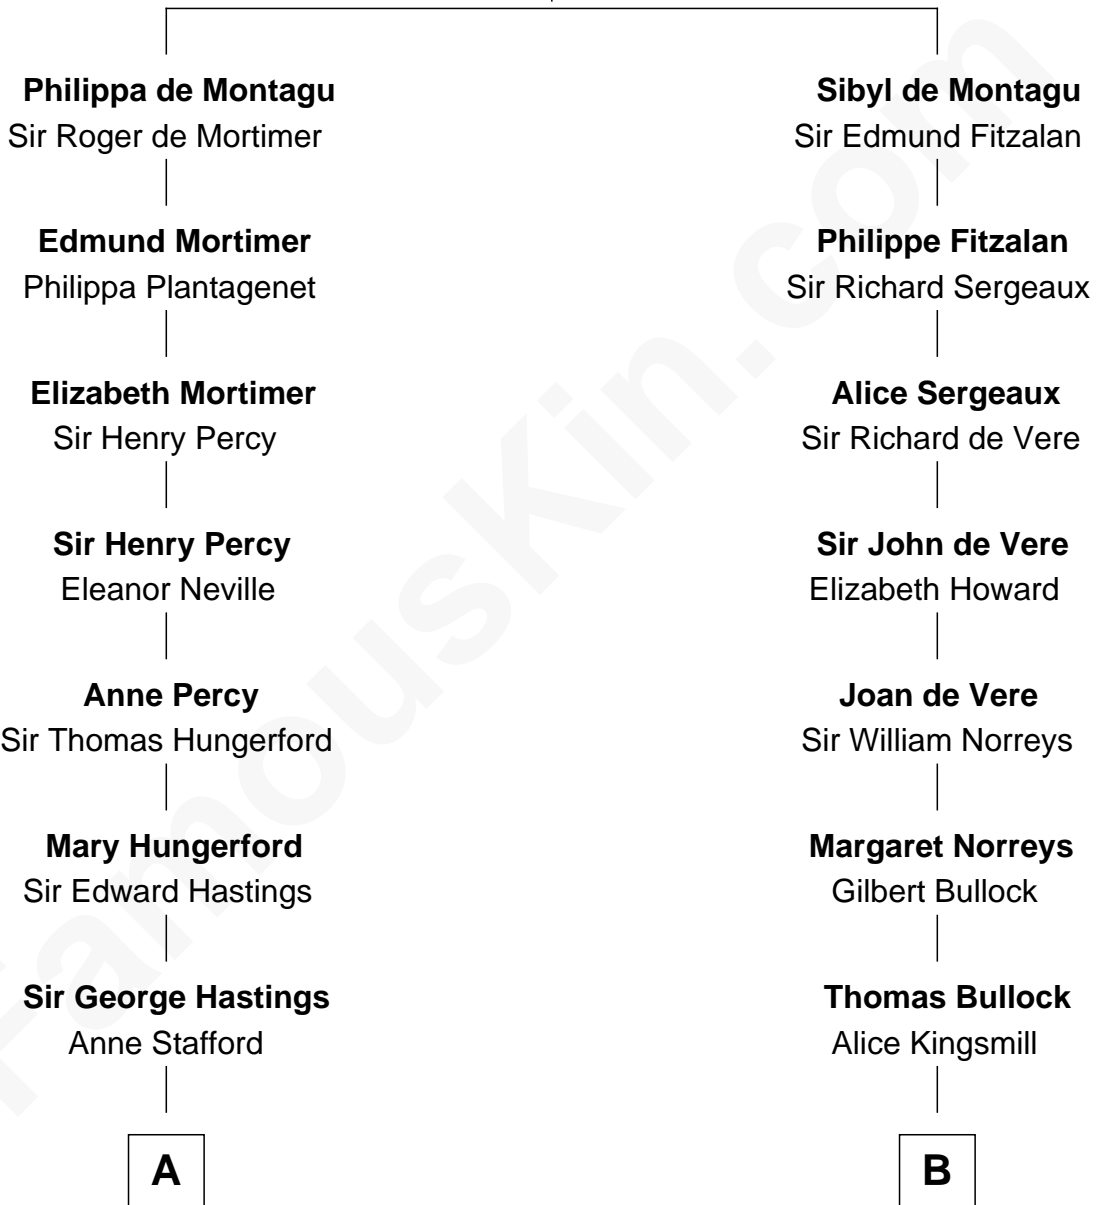 Philippa de Montagu
Sir Roger de Mortimer
Edmund Mortimer
Philippa Plantagenet
Elizabeth Mortimer
Sir Henry Percy
Sir Henry Percy
Eleanor Neville
Anne Percy
Sir Thomas Hungerford
Mary Hungerford
Sir Edward Hastings
Sir George Hastings
Anne Stafford
A
Sibyl de Montagu
Sir Edmund Fitzalan
Philippe Fitzalan
Sir Richard Sergeaux
Alice Sergeaux
Sir Richard de Vere
Sir John de Vere
Elizabeth Howard
Joan de Vere
Sir William Norreys
Margaret Norreys
Gilbert Bullock
Thomas Bullock
Alice Kingsmill
B
FamousKin.com